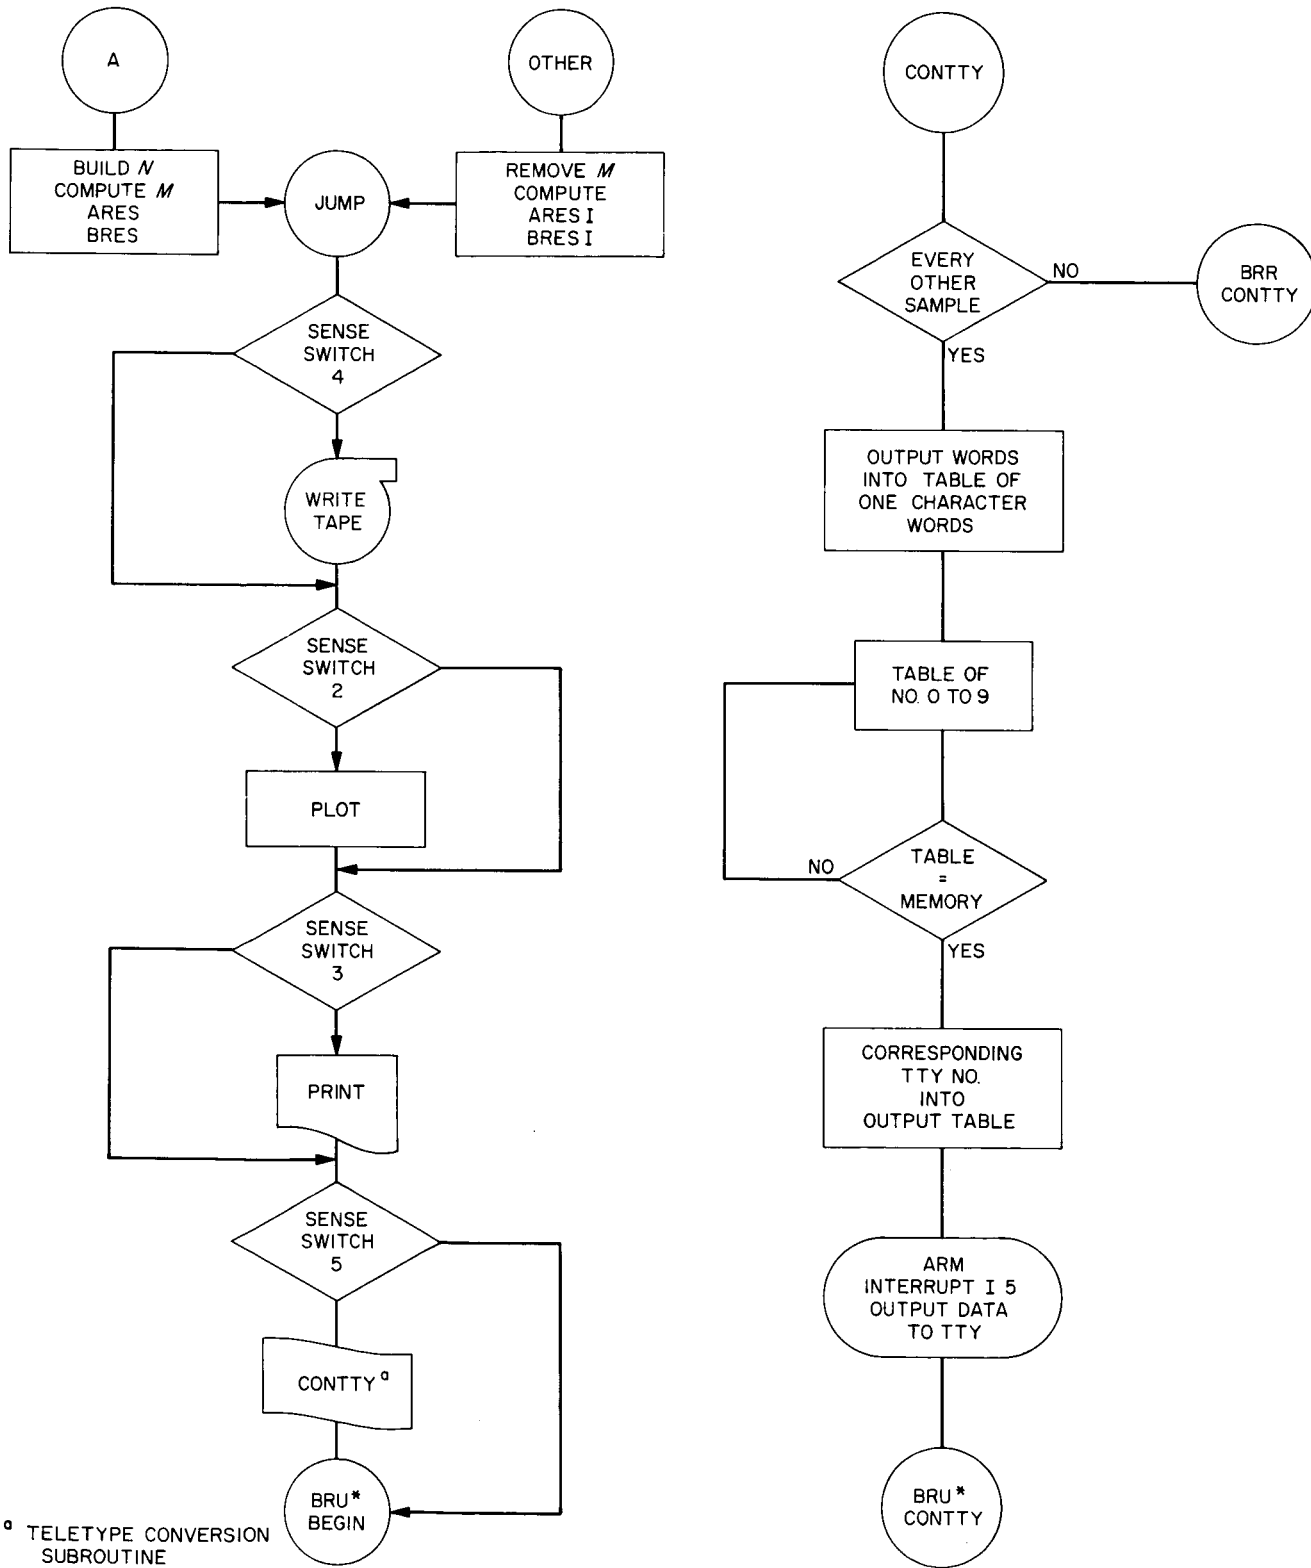 A
BUILD N
COMPUTE M
ARES
BRES
JUMP
OTHER
REMOVE M
COMPUTE
ARES I
BRES I
SENSE
SWITCH
4
WRITE
TAPE
SENSE
SWITCH
2
PLOT
SENSE
SWITCH
3
PRINT
SENSE
SWITCH
5
CONTTY a
BRU*
BEGIN
a TELETYPE CONVERSION
SUBROUTINE
CONTTY
EVERY
OTHER
SAMPLE
NO
BRR
CONTTY
YES
OUTPUT WORDS
INTO TABLE OF
ONE CHARACTER
WORDS
TABLE OF
NO. 0 TO 9
NO
TABLE
=
MEMORY
YES
CORRESPONDING
TTY NO.
INTO
OUTPUT TABLE
ARM
INTERRUPT I 5
OUTPUT DATA
TO TTY
BRU*
CONTTY